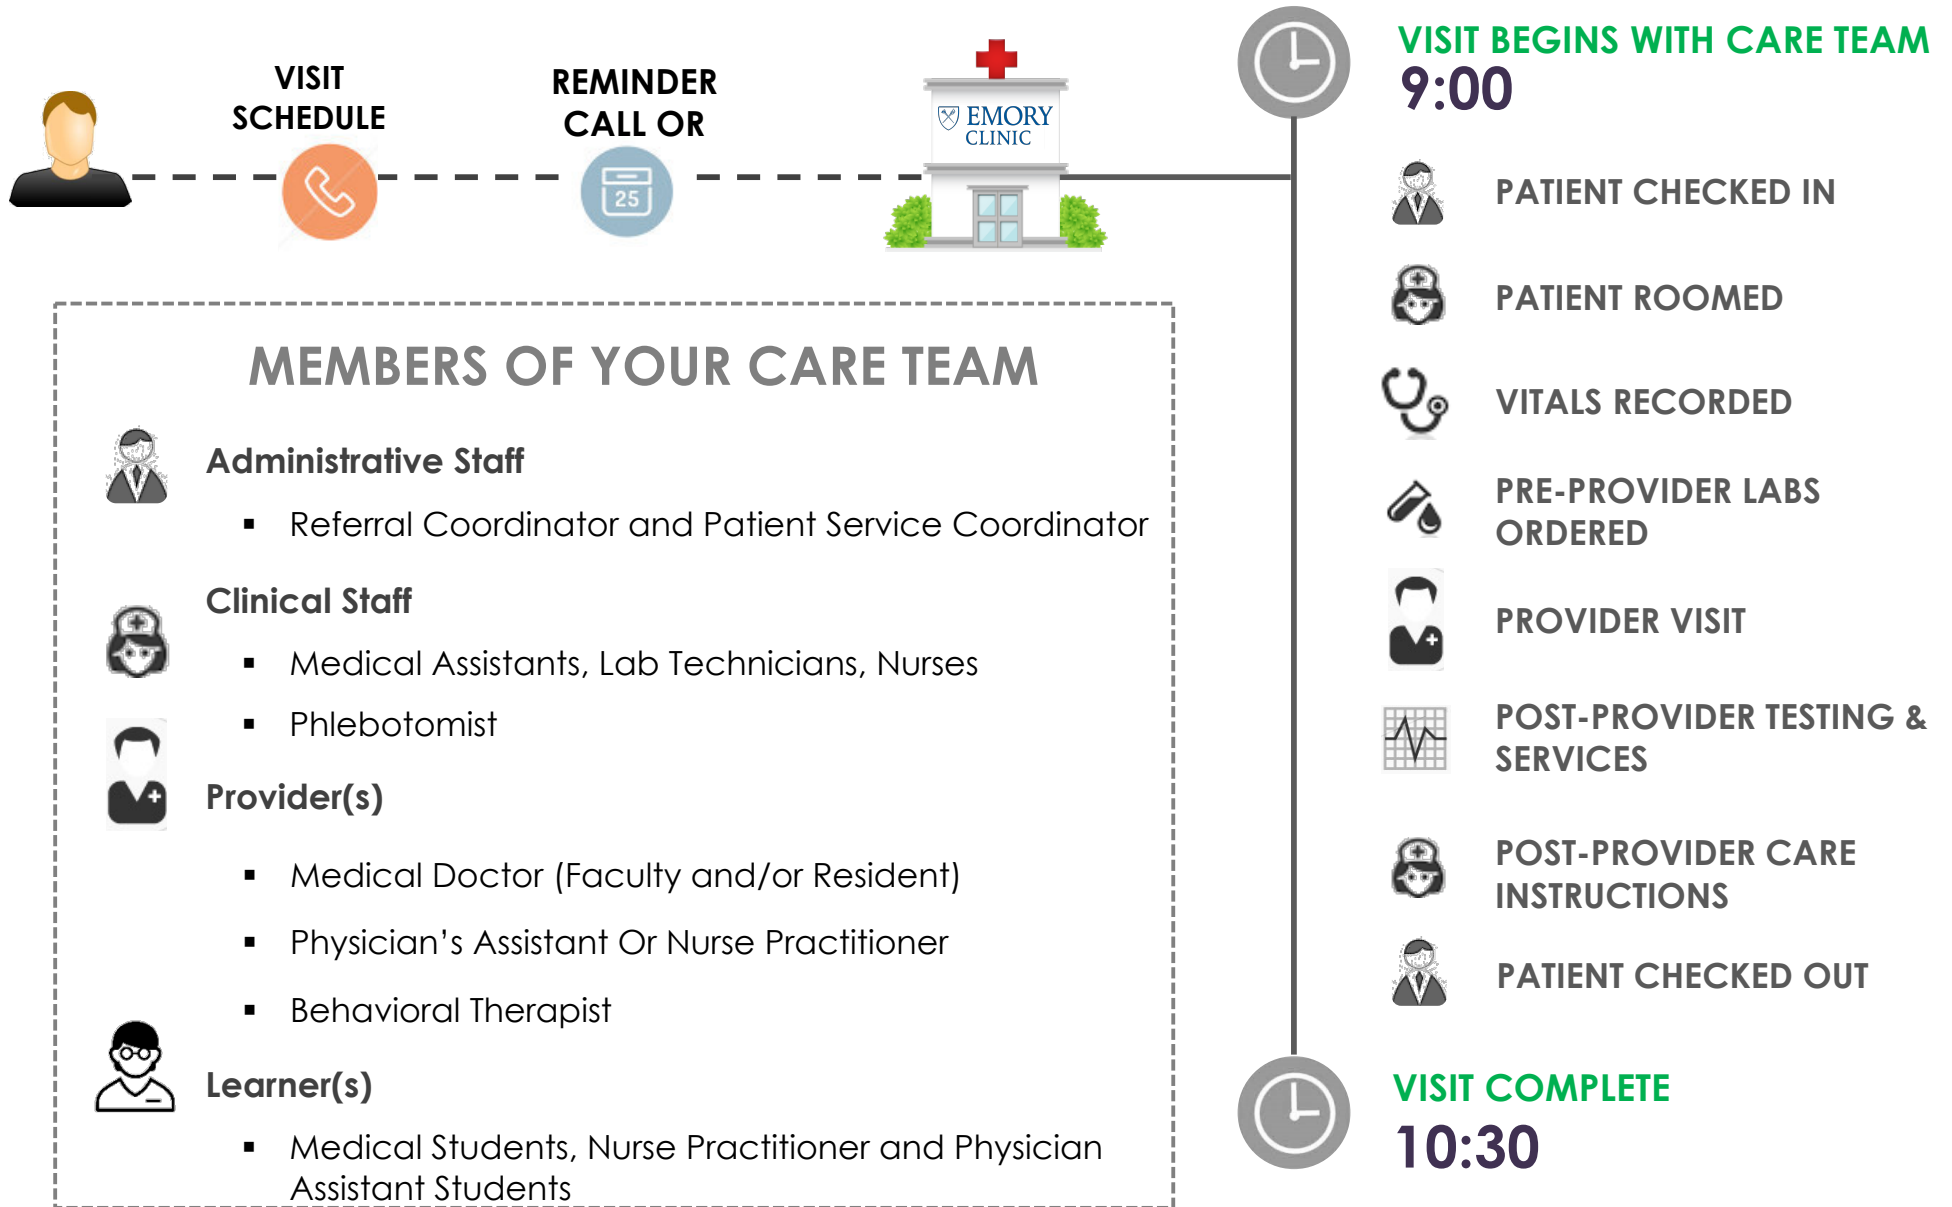 VISIT
SCHEDULE
REMINDER
CALL OR
25
EMORY
CLINIC
VISIT BEGINS WITH CARE TEAM
9:00
PATIENT CHECKED IN
PATIENT ROOMED
VITALS RECORDED
PRE-PROVIDER LABS
ORDERED
PROVIDER VISIT
POST-PROVIDER TESTING &
SERVICES
POST-PROVIDER CARE
INSTRUCTIONS
PATIENT CHECKED OUT
VISIT COMPLETE
10:30
MEMBERS OF YOUR CARE TEAM
Administrative Staff
▪ Referral Coordinator and Patient Service Coordinator
Clinical Staff
▪ Medical Assistants, Lab Technicians, Nurses
▪ Phlebotomist
Provider(s)
▪ Medical Doctor (Faculty and/or Resident)
▪ Physician’s Assistant Or Nurse Practitioner
▪ Behavioral Therapist
Learner(s)
▪ Medical Students, Nurse Practitioner and Physician
Assistant Students